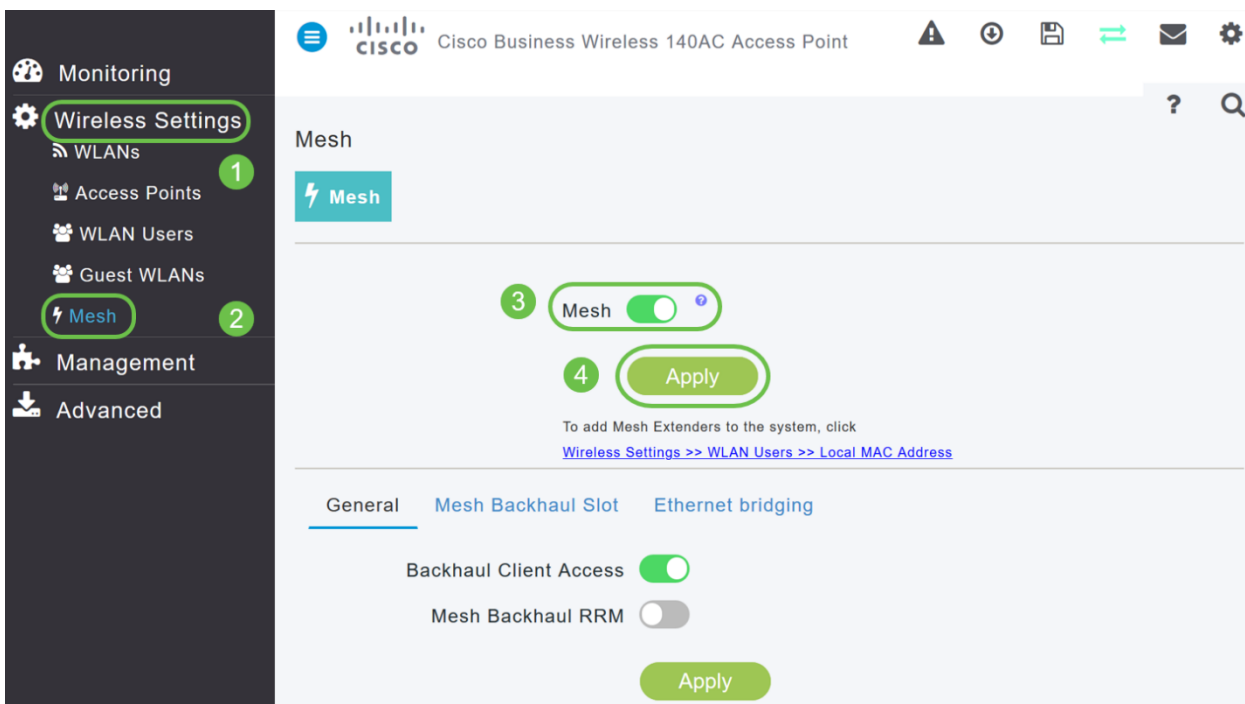 CISCO
Cisco Business Wireless 140AC Access Point
Monitoring
Wireless Settings
WLANs
1
Access Points
WLAN Users
Guest WLANs
Mesh
2
Management
Advanced
?
Mesh
Mesh
3
Mesh
?
4
Apply
To add Mesh Extenders to the system, click
Wireless Settings >> WLAN Users >> Local MAC Address
General Mesh Backhaul Slot Ethernet bridging
Backhaul Client Access
Mesh Backhaul RRM
Apply